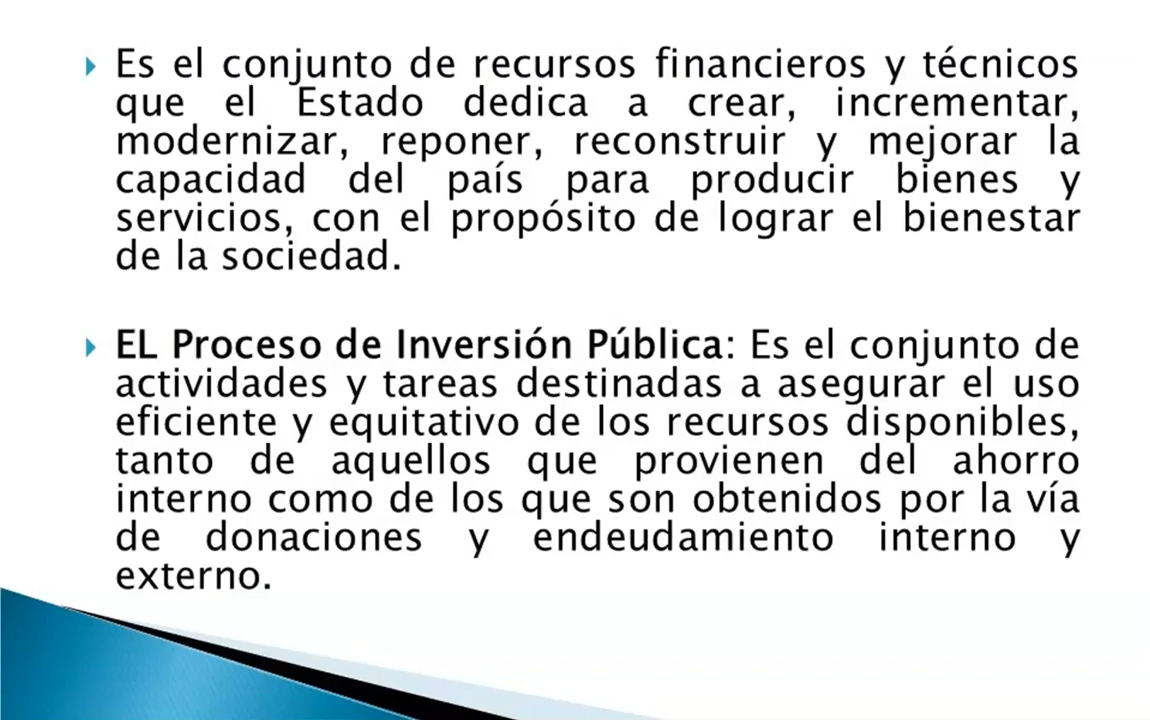 Es el conjunto de recursos financieros y técnicos
que el Estado dedica a crear, incrementar,
modernizar, reponer, reconstruir y mejorar la
capacidad del país para producir bienes y
servicios, con el propósito de lograr el bienestar
de la sociedad.
EL Proceso de Inversión Pública: Es el conjunto de
actividades y tareas destinadas a asegurar el uso
eficiente y equitativo de los recursos disponibles,
tanto de aquellos que provienen del ahorro
interno como de los que son obtenidos por la vía
de donaciones y endeudamiento interno y
externo.